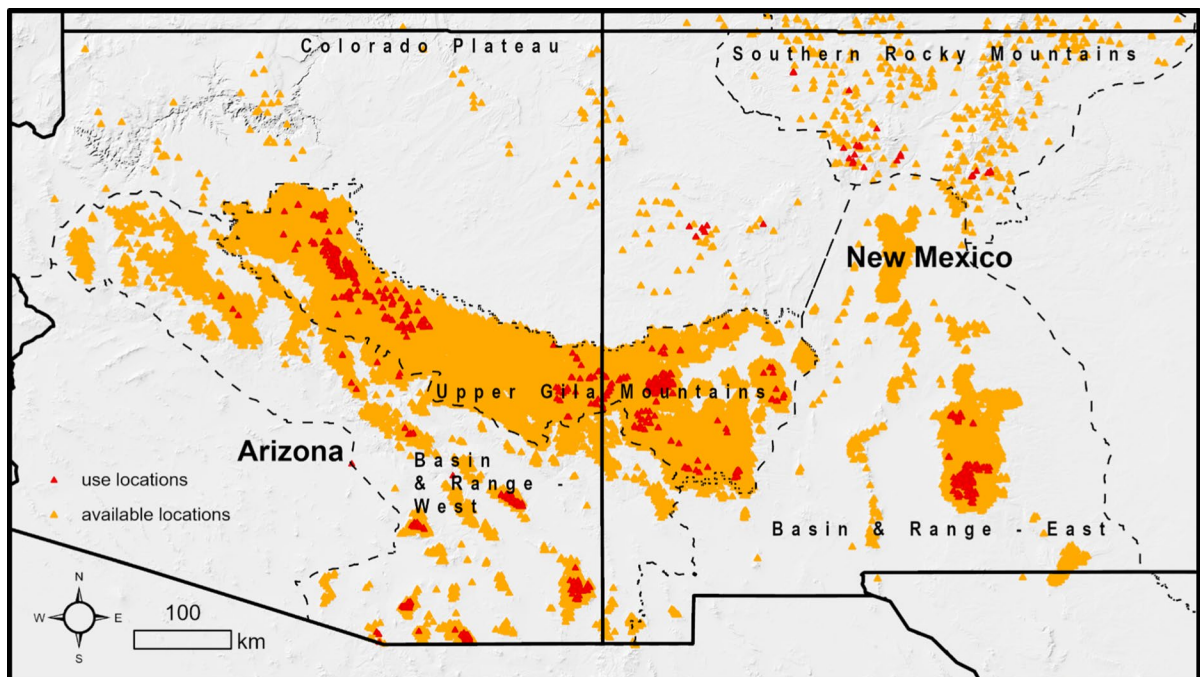 Colorado Plateau
Southern Rocky Mountains
New Mexico
Upper Gila Mountains
Arizona
Basin
& Range -
West
use locations
available locations
Basin & Range - East
N
W E
S
100
km